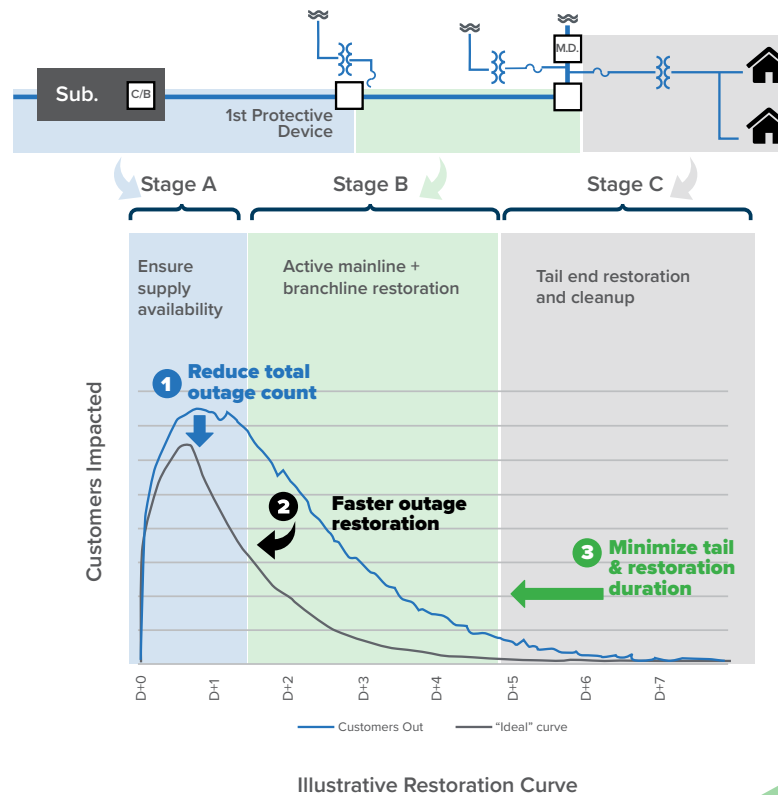 M.D.
Sub.
C/B
1st Protective
Device
Stage A
Stage B
Stage C
Ensure
supply
availability
Active mainline +
branchline restoration
Tail end restoration
and cleanup
1
Reduce total
outage count
2
Faster outage
restoration
3
Minimize tail
& restoration
duration
Customers Impacted
D+0
D+1
D+2
D+3
D+4
D+5
D+6
D+7
Customers Out
"Ideal" curve
Illustrative Restoration Curve